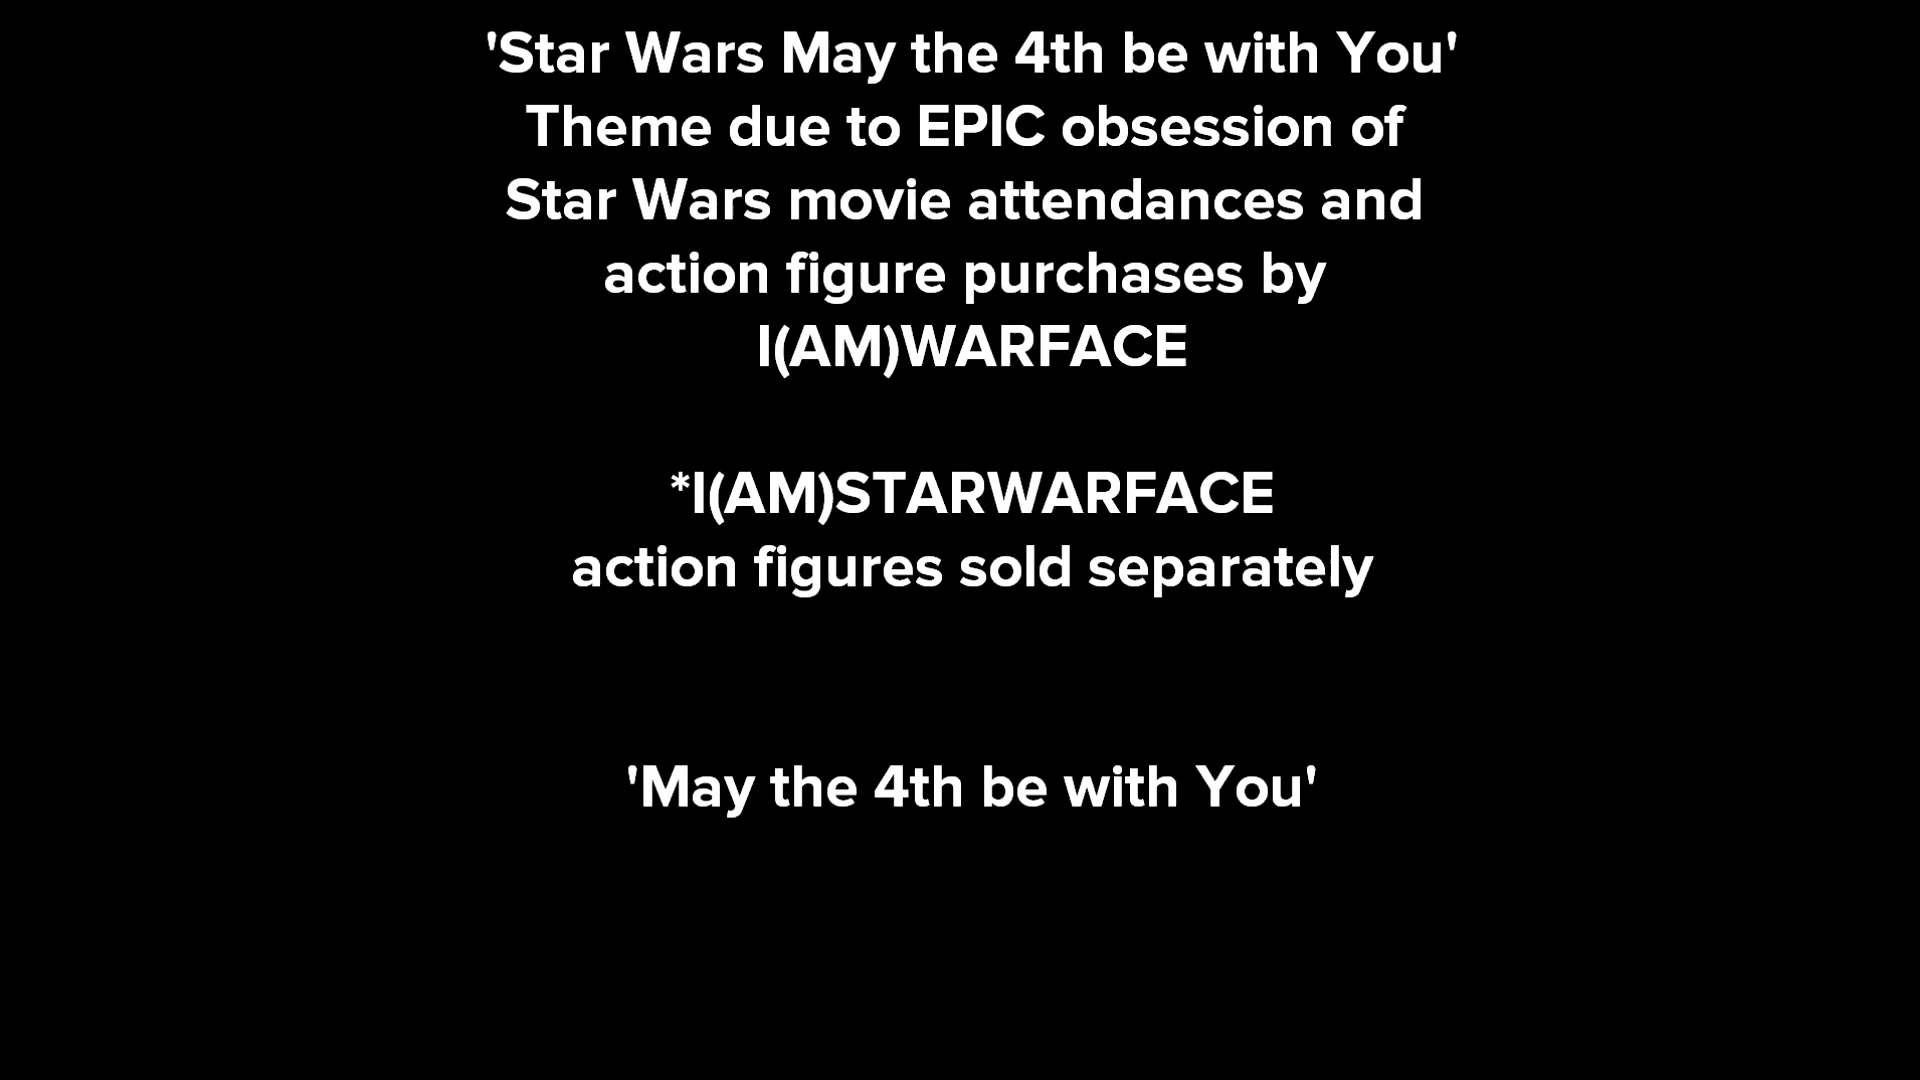 'Star Wars May the 4th be with You'
Theme due to EPIC obsession of
Star Wars movie attendances and
action figure purchases by
I(AM)WARFACE
*I(AM)STARWARFACE
action figures sold separately
'May the 4th be with You'